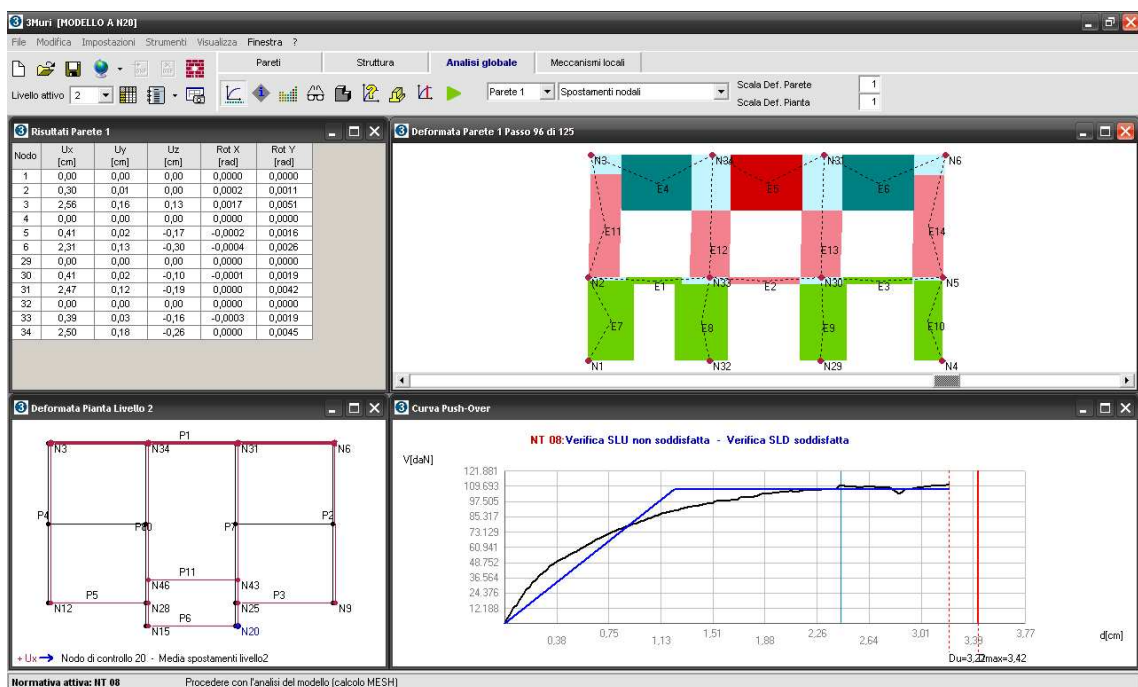 3Muri [MODELLO A N20]
File Modifica Impostazioni Strumenti Visualizza Finestra ?
Pareti Struttura Analisi globale Meccanismi locali
Livello attivo 2 Parete 1 Spostamenti nodali Scala Def. Parete 1
Scala Def. Pianta 1
Risultati Parete 1
Nodo Ux [cm] Uy [cm] Uz [cm] Rot X [rad] Rot Y [rad]
1 0,00 0,00 0,00 0,0000 0,0000
2 0,30 0,01 0,00 0,0002 0,0011
3 2,56 0,16 0,13 0,0017 0,0051
4 0,00 0,00 0,00 0,0000 0,0000
5 0,41 0,02 -0,17 -0,0002 0,0016
6 2,31 0,13 -0,30 -0,0004 0,0026
29 0,00 0,00 0,00 0,0000 0,0000
30 0,41 0,02 -0,10 -0,0001 0,0019
31 2,47 0,12 -0,19 0,0000 0,0042
32 0,00 0,00 0,00 0,0000 0,0000
33 0,39 0,03 -0,16 -0,0003 0,0019
34 2,50 0,18 -0,26 0,0000 0,0045
Deformata Parete 1 Passo 96 di 125
N3 N34 N31 N6
E4 E5 E6
E11 E12 E13 E14
N2 N33 N30 N5
E1 E2 E3
E7 E8 E9 E10
N1 N32 N29 N4
Deformata Pianta Livello 2
P1
N3 N34 N31 N6
P4 P7 P2
P11
N46 N43
P5 P3
N12 N28 N25 N9
P6
N15 N20
+ Ux Nodo di controllo 20 - Media spostamenti livello2
Curva Push-Over
NT 08:Verifica SLU non soddisfatta - Verifica SLD soddisfatta
V[daN]
121.881
109.693
97.505
85.317
73.129
60.941
48.752
36.564
24.376
12.188
0,38 0,75 1,13 1,51 1,88 2,26 2,64 3,01 3,39 3,77
d[cm]
Du=3,22 Dmax=3,42
Normativa attiva: NT 08 Procedere con l'analisi del modello (calcolo MESH)